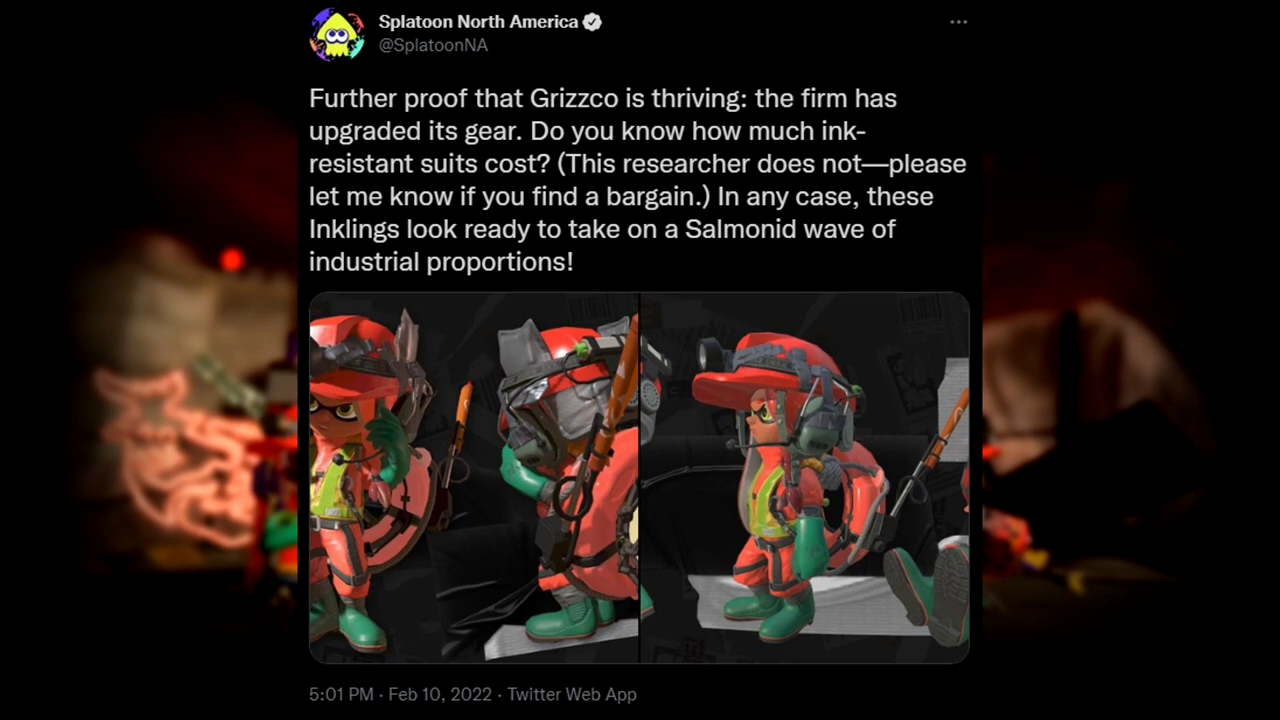 Splatoon North America
@SplatoonNA
Further proof that Grizzco is thriving: the firm has
upgraded its gear. Do you know how much ink-
resistant suits cost? (This researcher does not—please
let me know if you find a bargain.) In any case, these
Inklings look ready to take on a Salmonid wave of
industrial proportions!
5:01 PM · Feb 10, 2022 · Twitter Web App